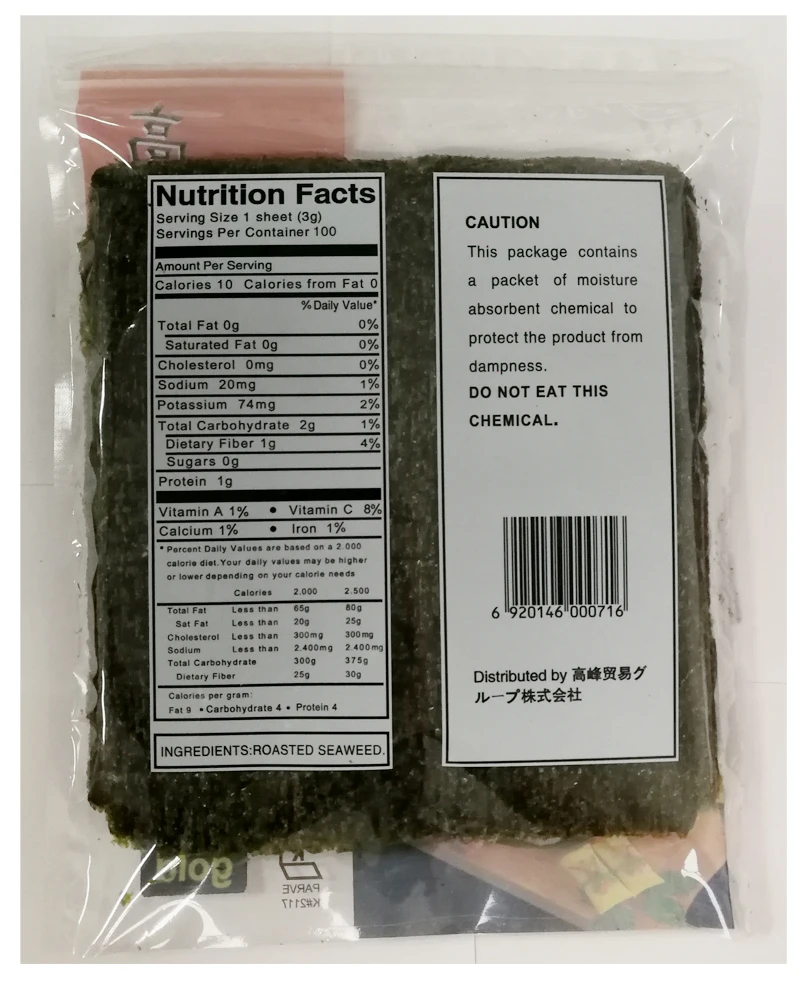 高
Nutrition Facts
Serving Size 1 sheet (3g)
Servings Per Container 100
Amount Per Serving
Calories 10 Calories from Fat 0
% Daily Value*
Total Fat 0g 0%
Saturated Fat 0g 0%
Cholesterol 0mg 0%
Sodium 20mg 1%
Potassium 74mg 2%
Total Carbohydrate 2g 1%
Dietary Fiber 1g 4%
Sugars 0g
Protein 1g
Vitamin A 1% • Vitamin C 8%
Calcium 1% • Iron 1%
* Percent Daily Values are based on a 2.000
calorie diet.Your daily values may be higher
or lower depending on your calorie needs
Calories 2.000 2.500
Total Fat Less than 65g 80g
Sat Fat Less than 20g 25g
Cholesterol Less than 300mg 300mg
Sodium Less than 2.400mg 2.400mg
Total Carbohydrate 300g 375g
Dietary Fiber 25g 30g
Calories per gram:
Fat 9 • Carbohydrate 4 • Protein 4
INGREDIENTS:ROASTED SEAWEED.
CAUTION
This package contains
a packet of moisture
absorbent chemical to
protect the product from
dampness.
DO NOT EAT THIS
CHEMICAL.
6 920146 000716
Distributed by 高峰贸易グ
ループ株式会社
gold
K
PARVE
K#2117